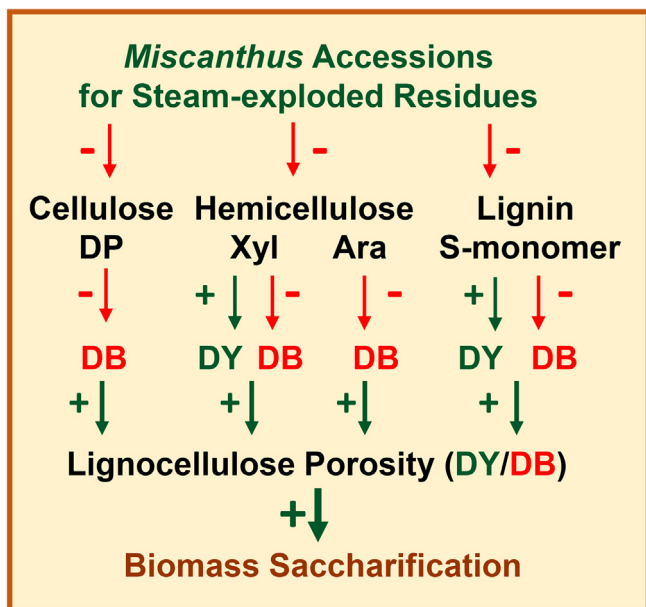 Miscanthus Accessions
for Steam-exploded Residues
- - -
Cellulose Hemicellulose Lignin
DP Xyl Ara S-monomer
- + - - + -
DB DY DB DB DY DB
+ + + +
Lignocellulose Porosity (DY/DB)
+
Biomass Saccharification